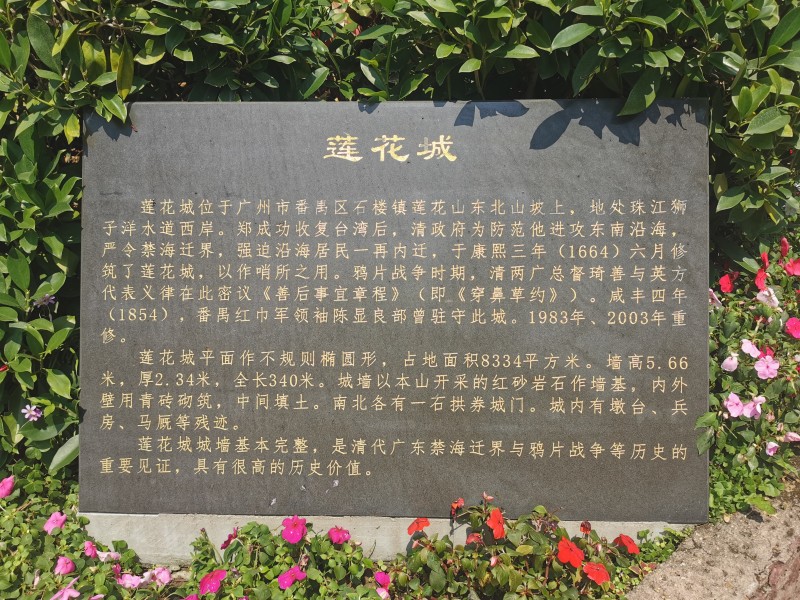 莲花城
莲花城位于广州市番禺区石楼镇莲花山东北山坡上，地处珠江狮
子洋水道西岸。郑成功收复台湾后，清政府为防范他进攻东南沿海，
严令禁海迁界，强迫沿海居民一再内迁，于康熙三年（1664）六月修
筑了莲花城，以作哨所之用。鸦片战争时期，清两广总督琦善与英方
代表义律在此密议《善后事宜章程》（即《穿鼻草约》）。咸丰四年
（1854），番禺红巾军领袖陈显良部曾驻守此城。1983年、2003年重
修。
莲花城平面作不规则椭圆形，占地面积8334平方米。墙高5.66
米，厚2.34米，全长340米。城墙以本山开采的红砂岩石作墙基，内外
壁用青砖砌筑，中间填土。南北各有一石拱券城门。城内有墩台、兵
房、马厩等残迹。
莲花城城墙基本完整，是清代广东禁海迁界与鸦片战争等历史的
重要见证，具有很高的历史价值。